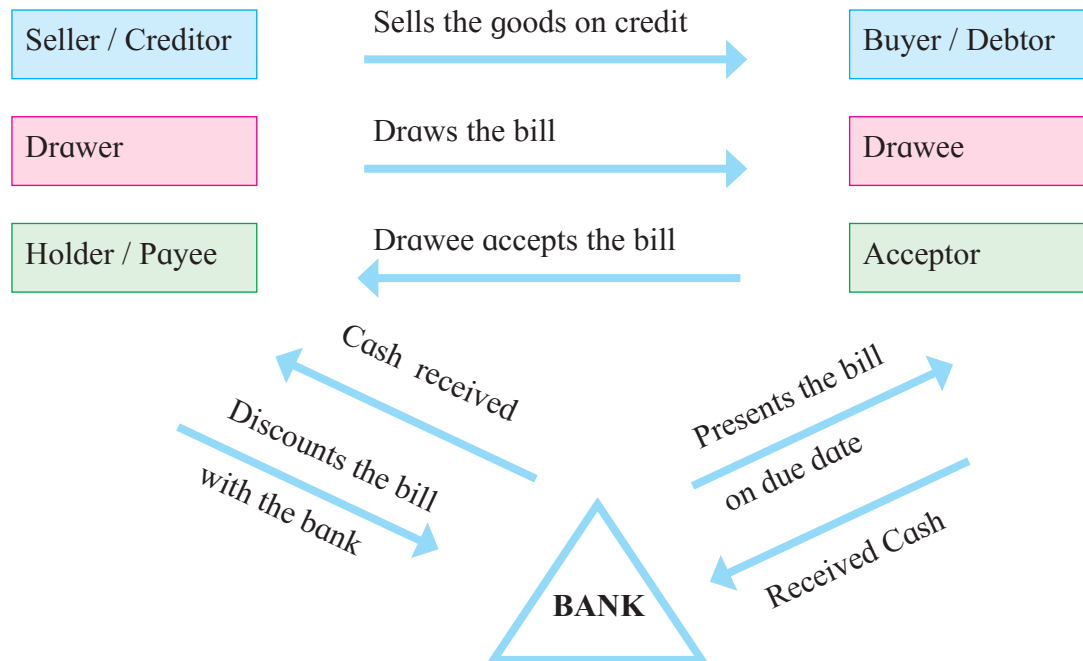 Seller / Creditor
Sells the goods on credit
Buyer / Debtor
Drawer
Draws the bill
Drawee
Holder / Payee
Drawee accepts the bill
Acceptor
Cash received
Discounts the bill
with the bank
Presents the bill
on due date
Received Cash
BANK